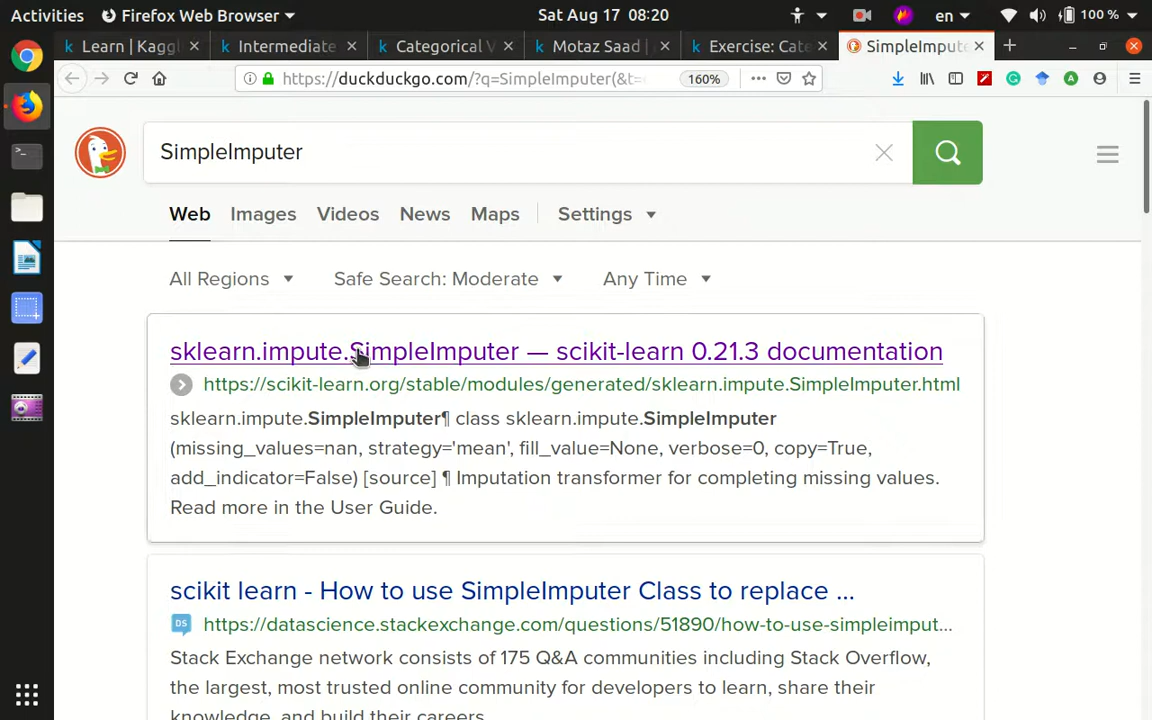 Activities Firefox Web Browser Sat Aug 17 08:20 en 100 %
Learn | Kaggl Intermediate Categorical V Motaz Saad | Exercise: Cate SimpleImpute
https://duckduckgo.com/?q=SimpleImputer(&t= 160%
SimpleImputer
Web Images Videos News Maps Settings
All Regions Safe Search: Moderate Any Time
sklearn.impute.SimpleImputer — scikit-learn 0.21.3 documentation
https://scikit-learn.org/stable/modules/generated/sklearn.impute.SimpleImputer.html
sklearn.impute.SimpleImputer¶ class sklearn.impute.SimpleImputer
(missing_values=nan, strategy='mean', fill_value=None, verbose=0, copy=True,
add_indicator=False) [source] ¶ Imputation transformer for completing missing values.
Read more in the User Guide.
scikit learn - How to use SimpleImputer Class to replace ...
DS https://datascience.stackexchange.com/questions/51890/how-to-use-simpleimput...
Stack Exchange network consists of 175 Q&A communities including Stack Overflow,
the largest, most trusted online community for developers to learn, share their
knowledge, and build their careers.